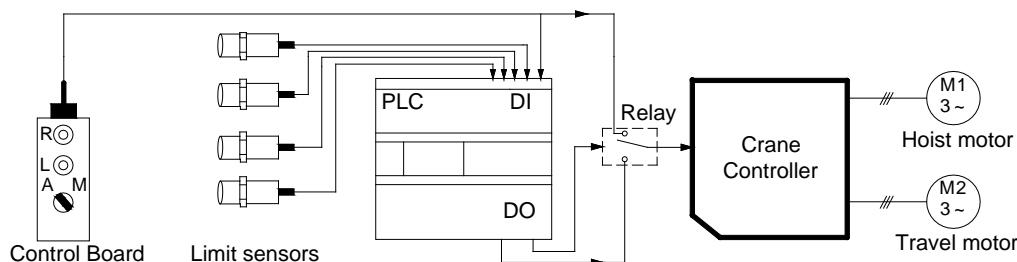 R
L
A M
Control Board
Limit sensors
PLC DI
DO
Relay
Crane
Controller
M1
3 ~
Hoist motor
M2
3 ~
Travel motor